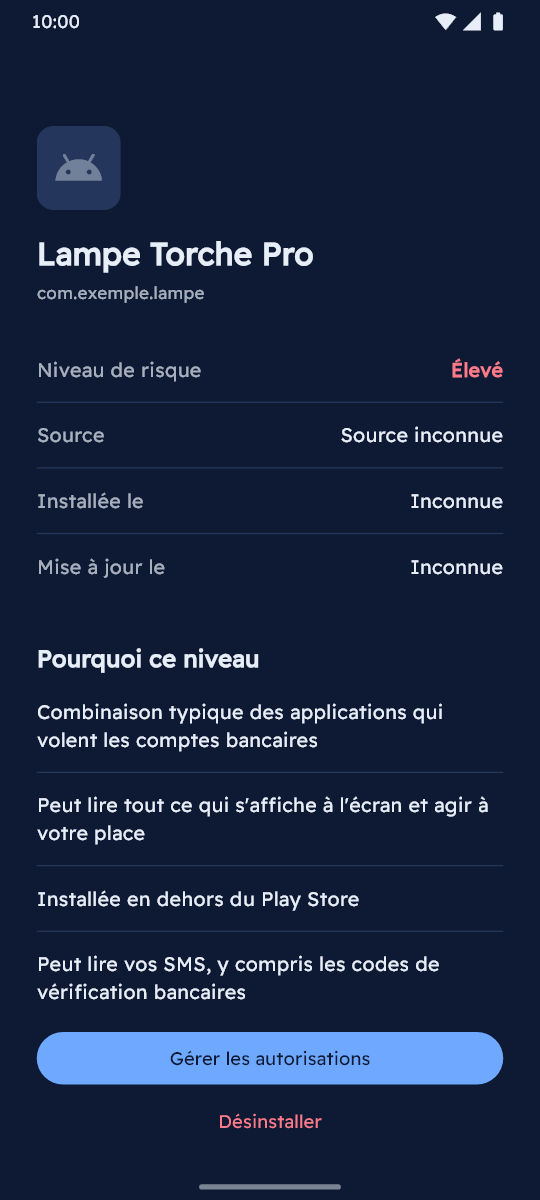 10:00
Lampe Torche Pro
com.exemple.lampe
Niveau de risque Élevé
Source Source inconnue
Installée le Inconnue
Mise à jour le Inconnue
Pourquoi ce niveau
Combinaison typique des applications qui
volent les comptes bancaires
Peut lire tout ce qui s'affiche à l'écran et agir à
votre place
Installée en dehors du Play Store
Peut lire vos SMS, y compris les codes de
vérification bancaires
Gérer les autorisations
Désinstaller